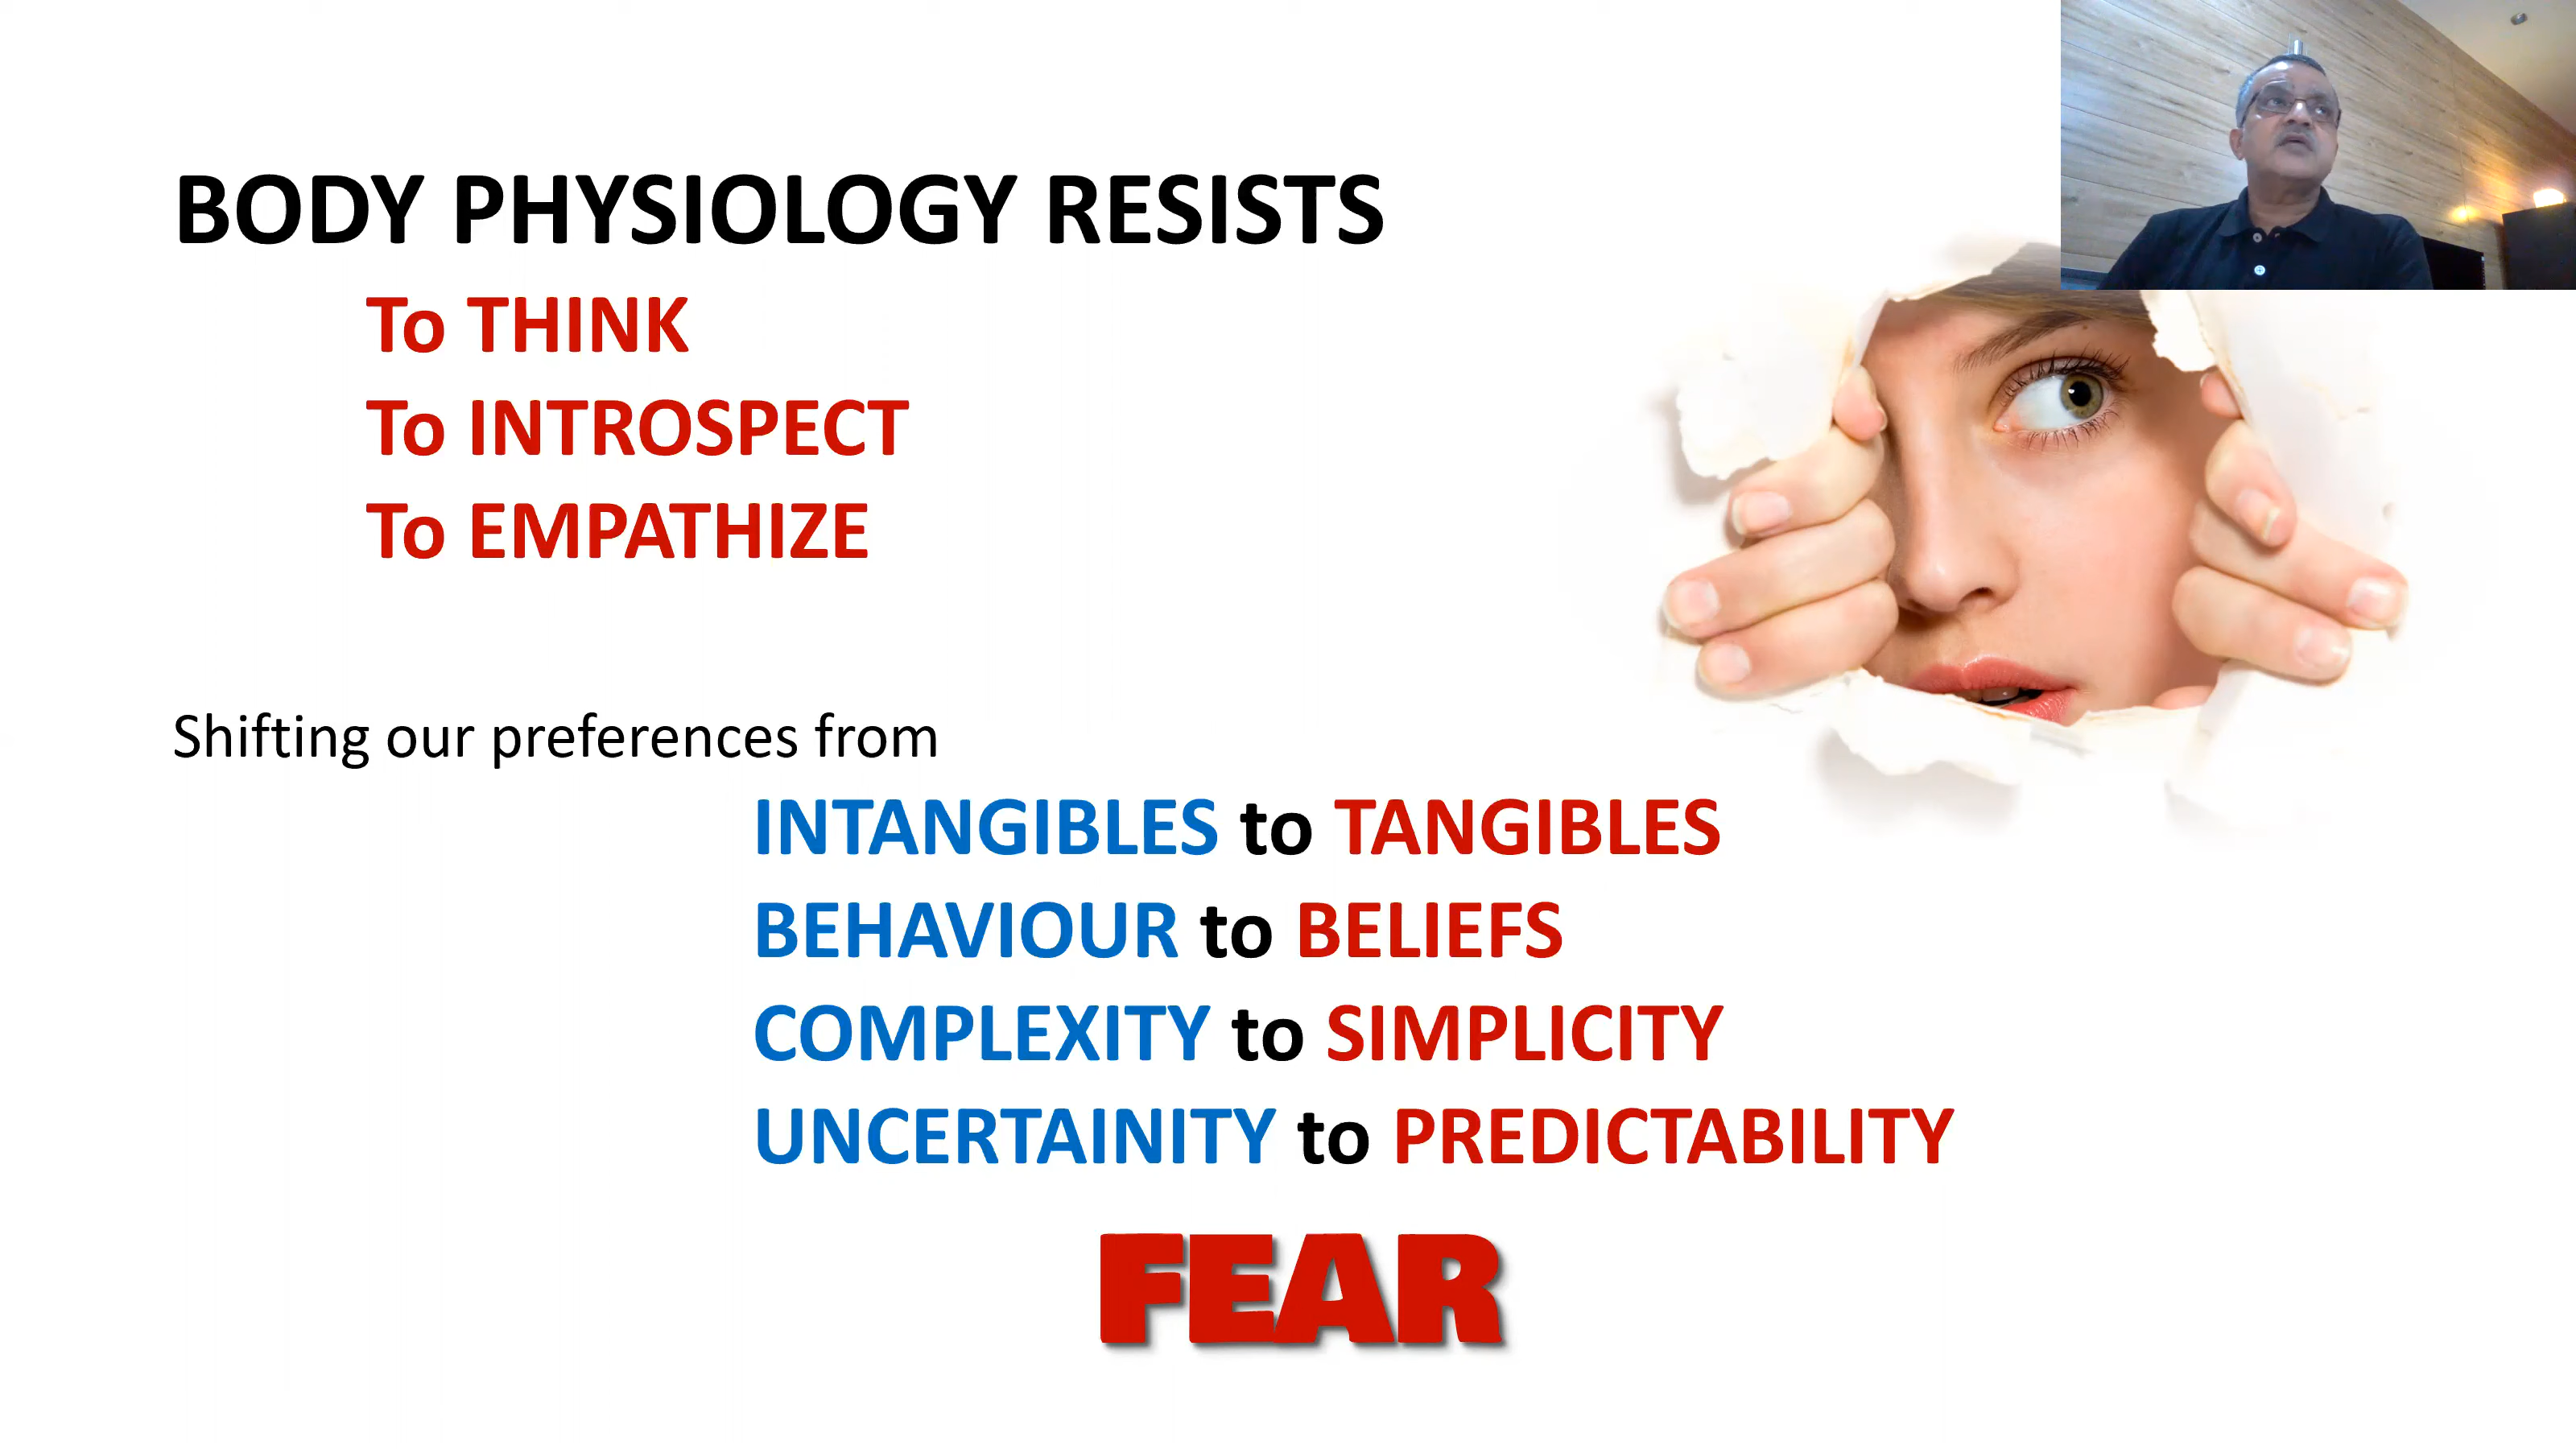 BODY PHYSIOLOGY RESISTS
To THINK
To INTROSPECT
To EMPATHIZE
Shifting our preferences from
INTANGIBLES to TANGIBLES
BEHAVIOUR to BELIEFS
COMPLEXITY to SIMPLICITY
UNCERTAINITY to PREDICTABILITY
FEAR